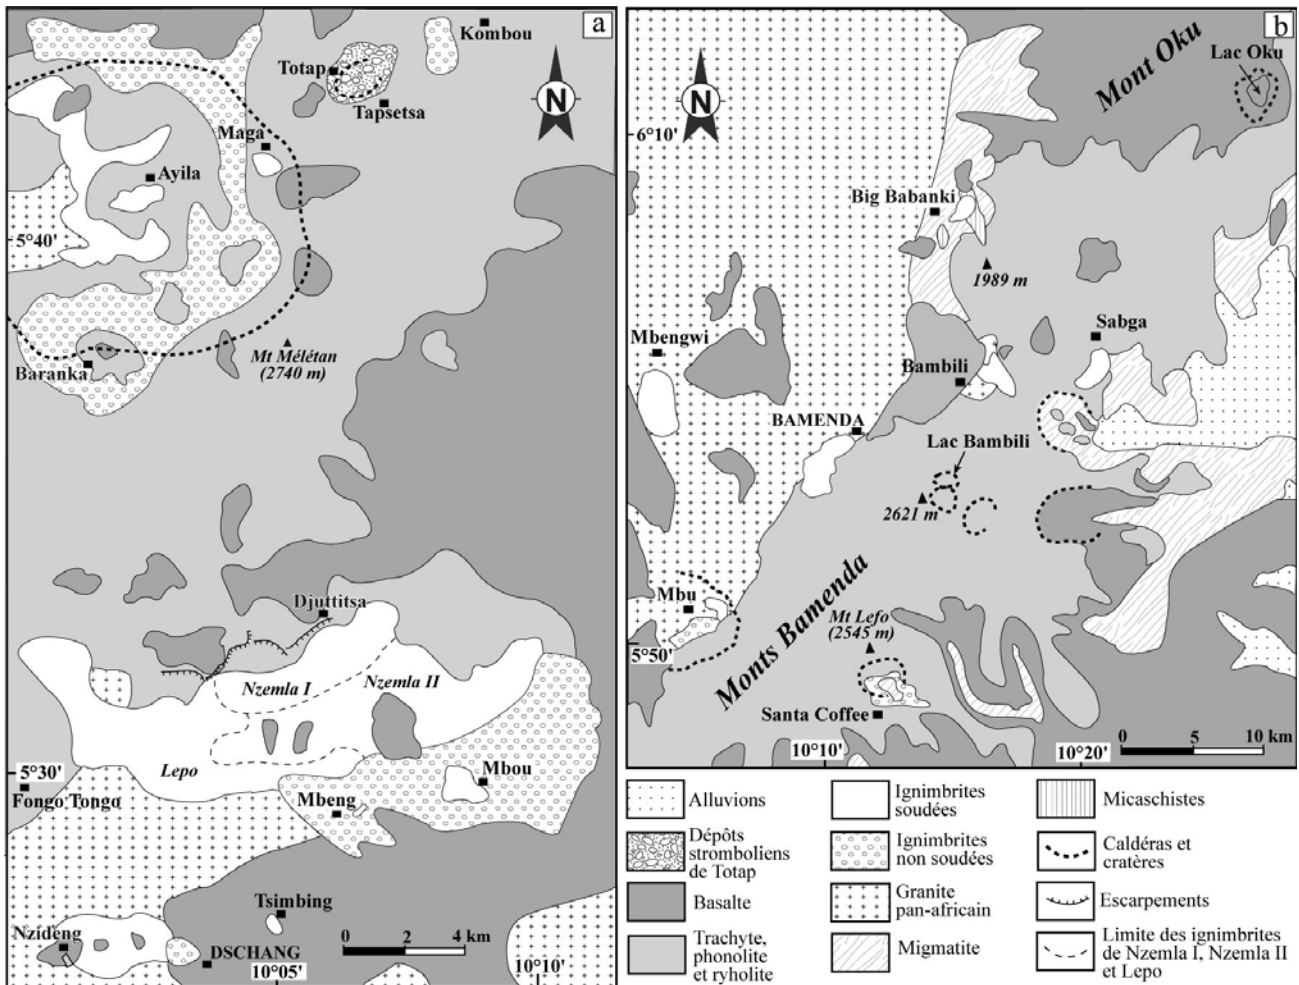 a
Kombou
Totap
Tapsetsa
N
Maga
Ayila
5°40'
Mt Mélétan
(2740 m)
Baranka
Djuttitsa
Nzemla I
Nzemla II
Lepo
5°30'
Fongo Tongo
Mbou
Mbeng
Tsimbing
Nzideng
DSCHANG
0 2 4 km
10°05'
10°10'
b
Mont Oku
Lac Oku
N
6°10'
Big Babanki
1989 m
Sabga
Mbengwi
Bambili
BAMENDA
Lac Bambili
2621 m
Mbu
Mt Lefo
(2545 m)
5°50'
Monts Bamenda
Santa Coffee
10°10'
10°20'
0 5 10 km
Alluvions
Dépôts
stromboliens
de Totap
Basalte
Trachyte,
phonolite
et ryholite
Ignimbrites
soudées
Ignimbrites
non soudées
Granite
pan-africain
Migmatite
Micaschistes
Caldéras et
cratères
Escarpements
Limite des ignimbrites
de Nzemla I, Nzemla II
et Lepo